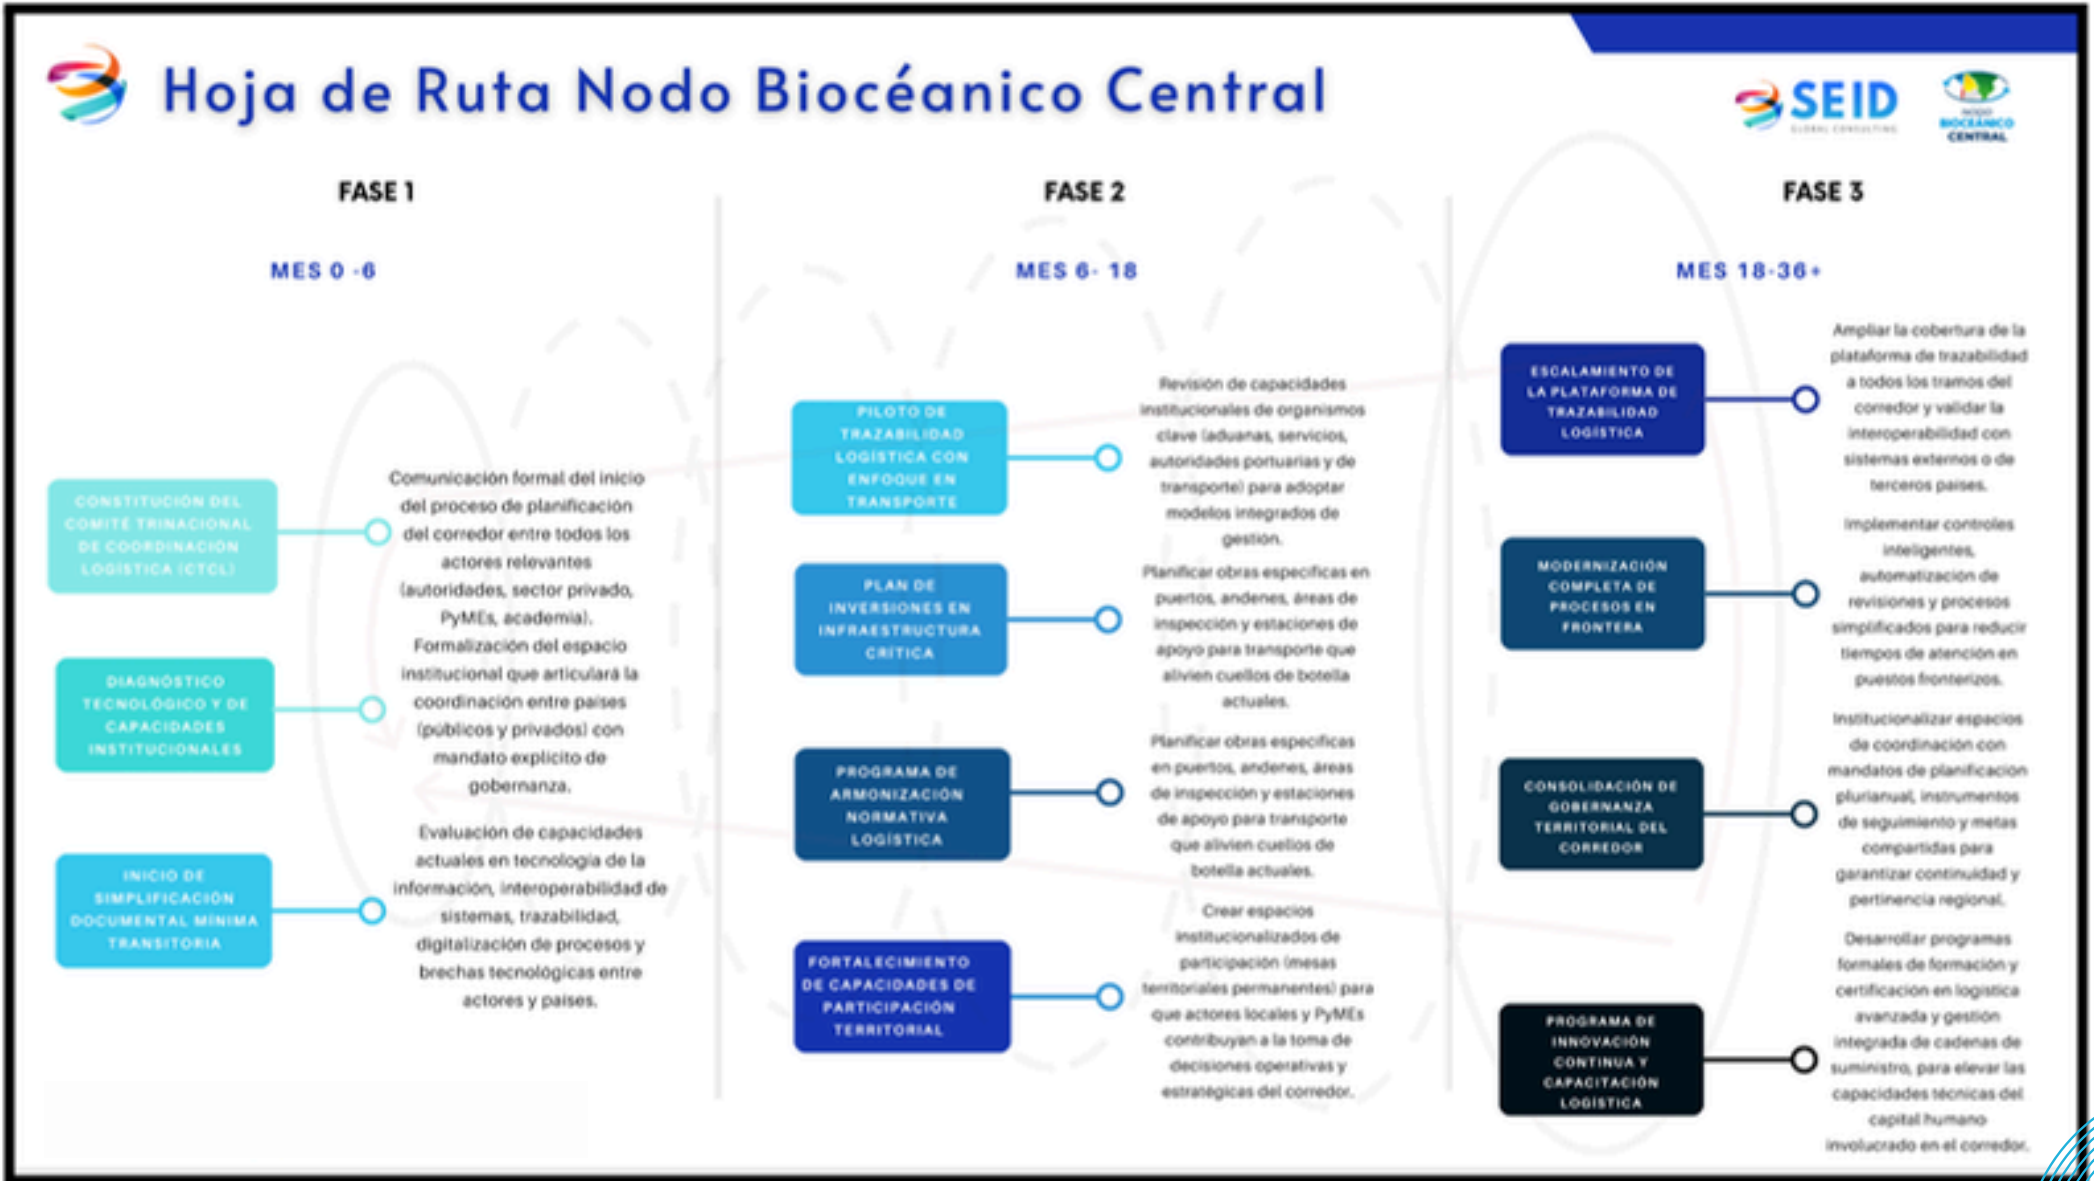 Hoja de Ruta Nodo Biocéanico Central
SEID
GLOBAL CONSULTING
NODO
BIOCEÁNICO
CENTRAL
FASE 1
MES 0 -6
CONSTITUCIÓN DEL
COMITÉ TRINACIONAL
DE COORDINACIÓN
LOGÍSTICA (CTCL)
Comunicación formal del inicio
del proceso de planificación
del corredor entre todos los
actores relevantes
(autoridades, sector privado,
PyMEs, academia).
Formalización del espacio
institucional que articulará la
coordinación entre países
(públicos y privados) con
mandato explícito de
gobernanza.
DIAGNÓSTICO
TECNOLÓGICO Y DE
CAPACIDADES
INSTITUCIONALES
INICIO DE
SIMPLIFICACIÓN
DOCUMENTAL MÍNIMA
TRANSITORIA
Evaluación de capacidades
actuales en tecnología de la
información, interoperabilidad de
sistemas, trazabilidad,
digitalización de procesos y
brechas tecnológicas entre
actores y países.
FASE 2
MES 6- 18
PILOTO DE
TRAZABILIDAD
LOGÍSTICA CON
ENFOQUE EN
TRANSPORTE
Revisión de capacidades
institucionales de organismos
clave (aduanas, servicios,
autoridades portuarias y de
transporte) para adoptar
modelos integrados de
gestión.
PLAN DE
INVERSIONES EN
INFRAESTRUCTURA
CRÍTICA
Planificar obras específicas en
puertos, andenes, áreas de
inspección y estaciones de
apoyo para transporte que
alivien cuellos de botella
actuales.
PROGRAMA DE
ARMONIZACIÓN
NORMATIVA
LOGÍSTICA
Planificar obras específicas
en puertos, andenes, áreas
de inspección y estaciones
de apoyo para transporte
que alivien cuellos de
botella actuales.
FORTALECIMIENTO
DE CAPACIDADES DE
PARTICIPACIÓN
TERRITORIAL
Crear espacios
institucionalizados de
participación (mesas
territoriales permanentes) para
que actores locales y PyMEs
contribuyan a la toma de
decisiones operativas y
estratégicas del corredor.
FASE 3
MES 18-36+
ESCALAMIENTO DE
LA PLATAFORMA DE
TRAZABILIDAD
LOGÍSTICA
Ampliar la cobertura de la
plataforma de trazabilidad
a todos los tramos del
corredor y validar la
interoperabilidad con
sistemas externos o de
terceros países.
MODERNIZACIÓN
COMPLETA DE
PROCESOS EN
FRONTERA
Implementar controles
inteligentes,
automatización de
revisiones y procesos
simplificados para reducir
tiempos de atención en
puestos fronterizos.
CONSOLIDACIÓN DE
GOBERNANZA
TERRITORIAL DEL
CORREDOR
Institucionalizar espacios
de coordinación con
mandatos de planificación
plurianual, instrumentos
de seguimiento y metas
compartidas para
garantizar continuidad y
pertinencia regional.
PROGRAMA DE
INNOVACIÓN
CONTINUA Y
CAPACITACIÓN
LOGÍSTICA
Desarrollar programas
formales de formación y
certificación en logística
avanzada y gestión
integrada de cadenas de
suministro, para elevar las
capacidades técnicas del
capital humano
involucrado en el corredor.